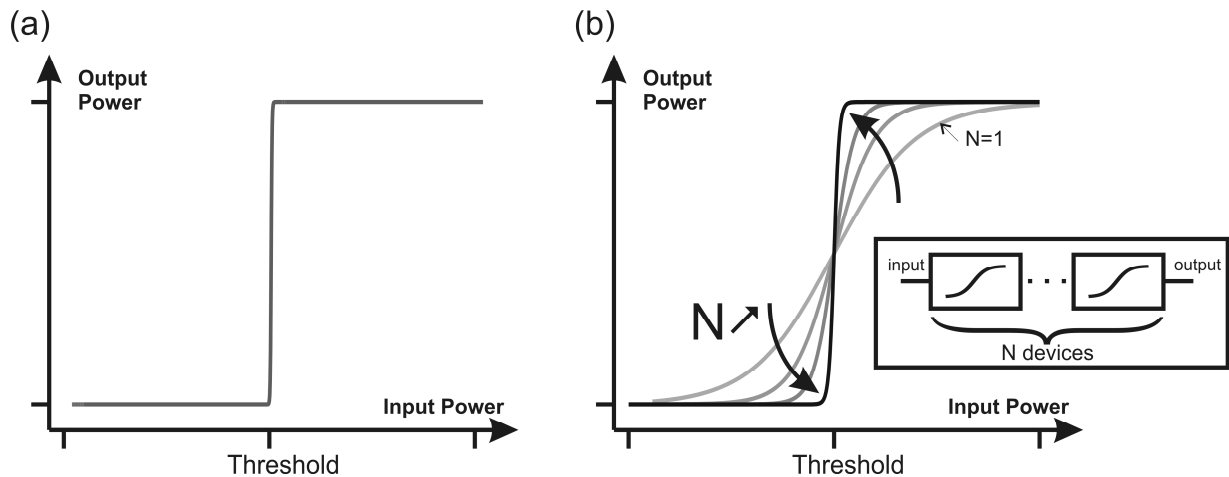 (a)
Output
Power
Input Power
Threshold
(b)
Output
Power
N=1
N
input
output
N devices
Input Power
Threshold